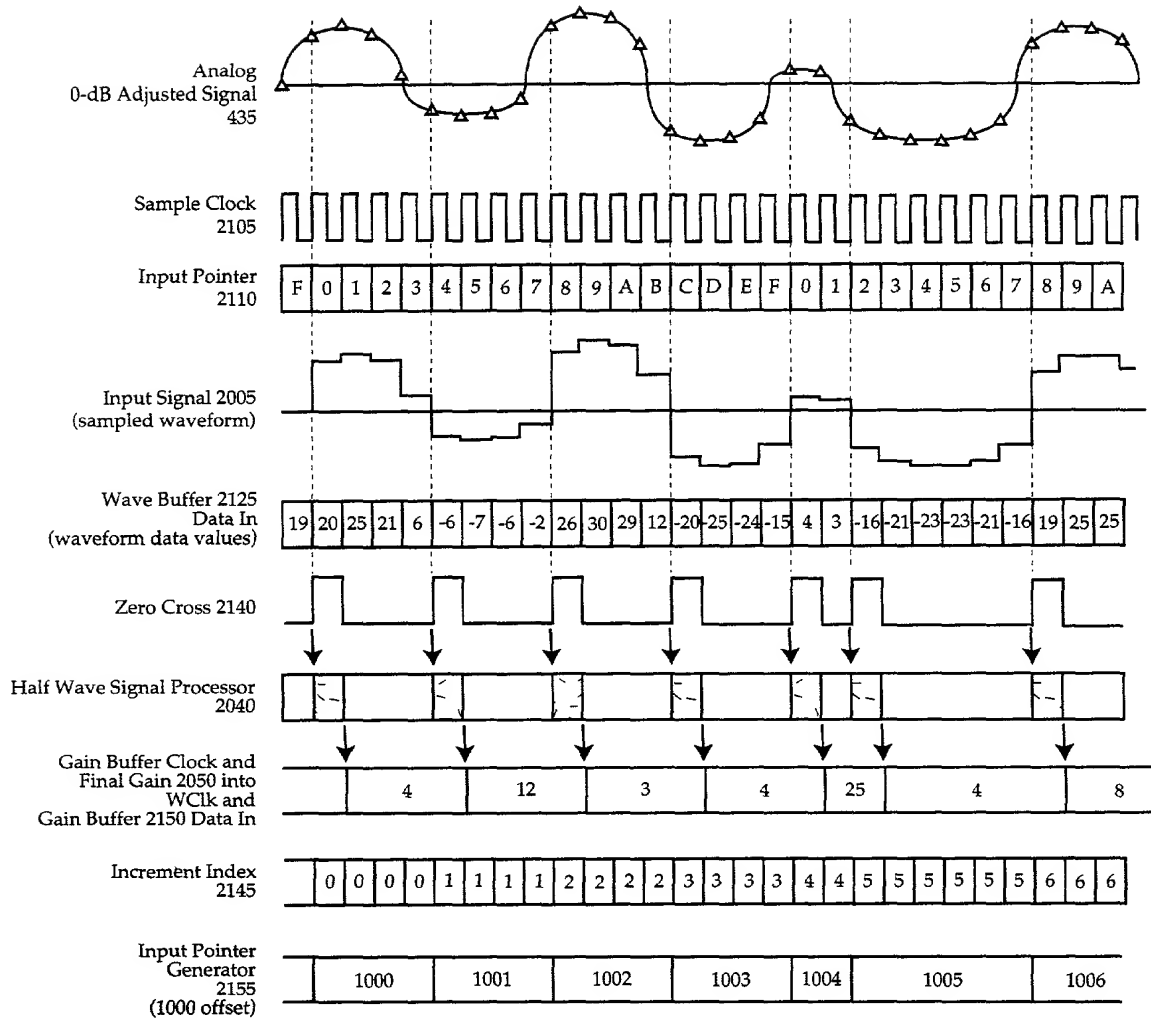 Analog
0-dB Adjusted Signal
435
Sample Clock
2105
Input Pointer
2110
F 0 1 2 3 4 5 6 7 8 9 A B C D E F 0 1 2 3 4 5 6 7 8 9 A
Input Signal 2005
(sampled waveform)
Wave Buffer 2125
Data In
(waveform data values)
19 20 25 21 6 -6 -7 -6 -2 26 30 29 12 -20 -25 -24 -15 4 3 -16 -21 -23 -23 -21 -16 19 25 25
Zero Cross 2140
Half Wave Signal Processor
2040
Gain Buffer Clock and
Final Gain 2050 into
WClk and
Gain Buffer 2150 Data In
4 12 3 4 25 4 8
Increment Index
2145
0 0 0 0 1 1 1 1 2 2 2 2 3 3 3 3 4 4 5 5 5 5 5 5 6 6 6
Input Pointer
Generator
2155
(1000 offset)
1000 1001 1002 1003 1004 1005 1006